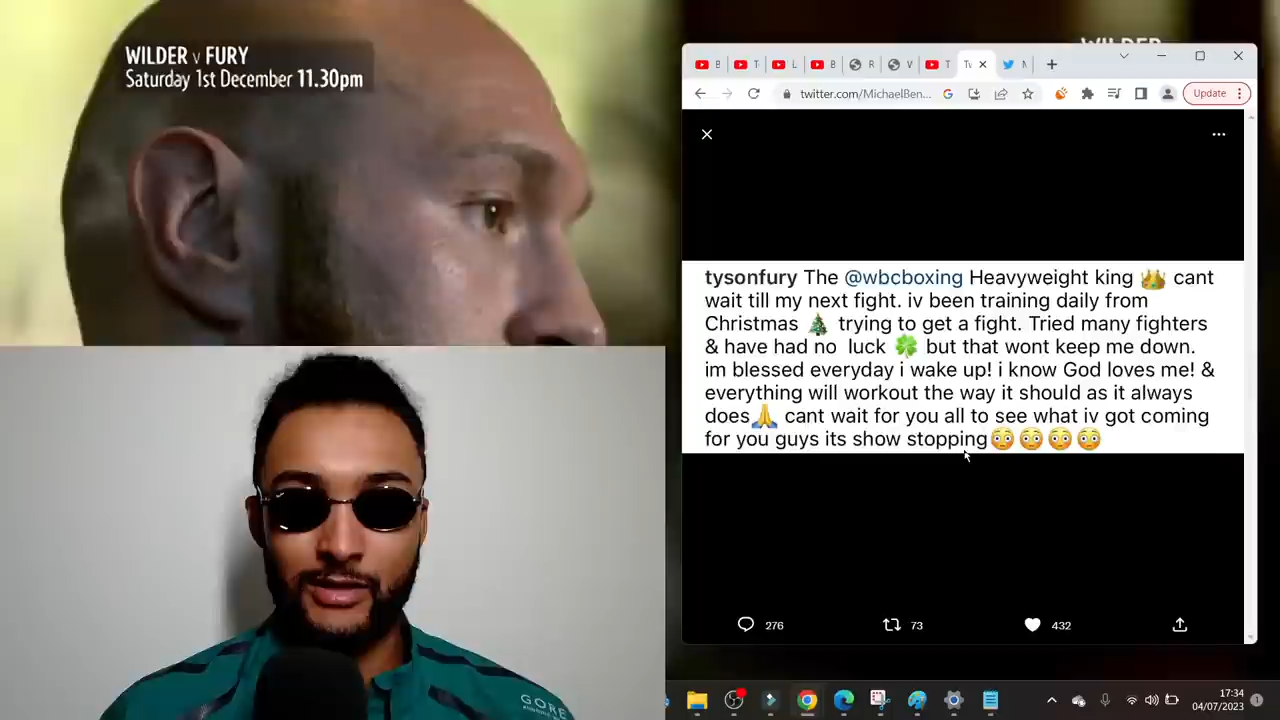 WILDER v FURY
Saturday 1st December 11.30pm
WILDER
B
T
L
B
R
V
T
Tw
N
twitter.com/MichaelBen...
Update
tysonfury The @wbcboxing Heavyweight king 👑 cant
wait till my next fight. iv been training daily from
Christmas 🎄 trying to get a fight. Tried many fighters
& have had no luck 🍀 but that wont keep me down.
im blessed everyday i wake up! i know God loves me! &
everything will workout the way it should as it always
does🙏 cant wait for you all to see what iv got coming
for you guys its show stopping😳😳😳😳
276
73
432
GORE
17:34
04/07/2023
1